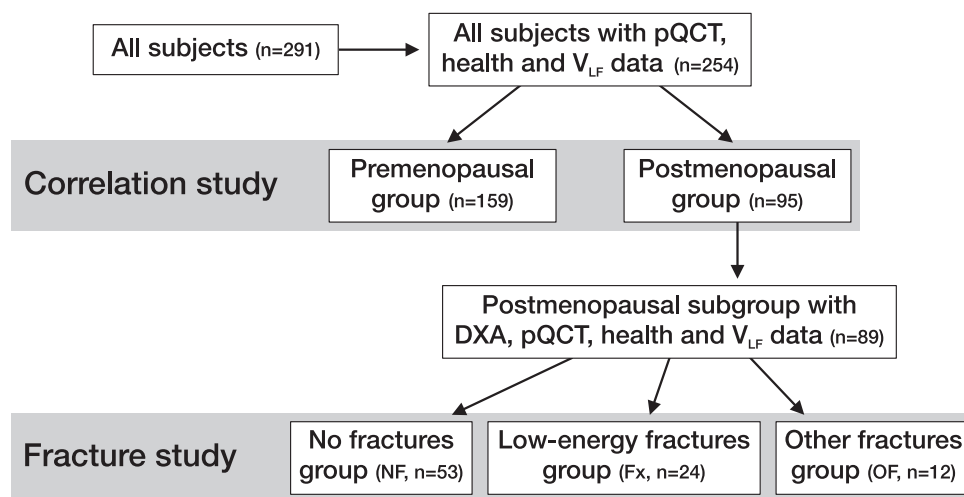 All subjects (n=291)
All subjects with pQCT,
health and V_LF data (n=254)
Correlation study
Premenopausal
group (n=159)
Postmenopausal
group (n=95)
Postmenopausal subgroup with
DXA, pQCT, health and V_LF data (n=89)
Fracture study
No fractures
group (NF, n=53)
Low-energy fractures
group (Fx, n=24)
Other fractures
group (OF, n=12)